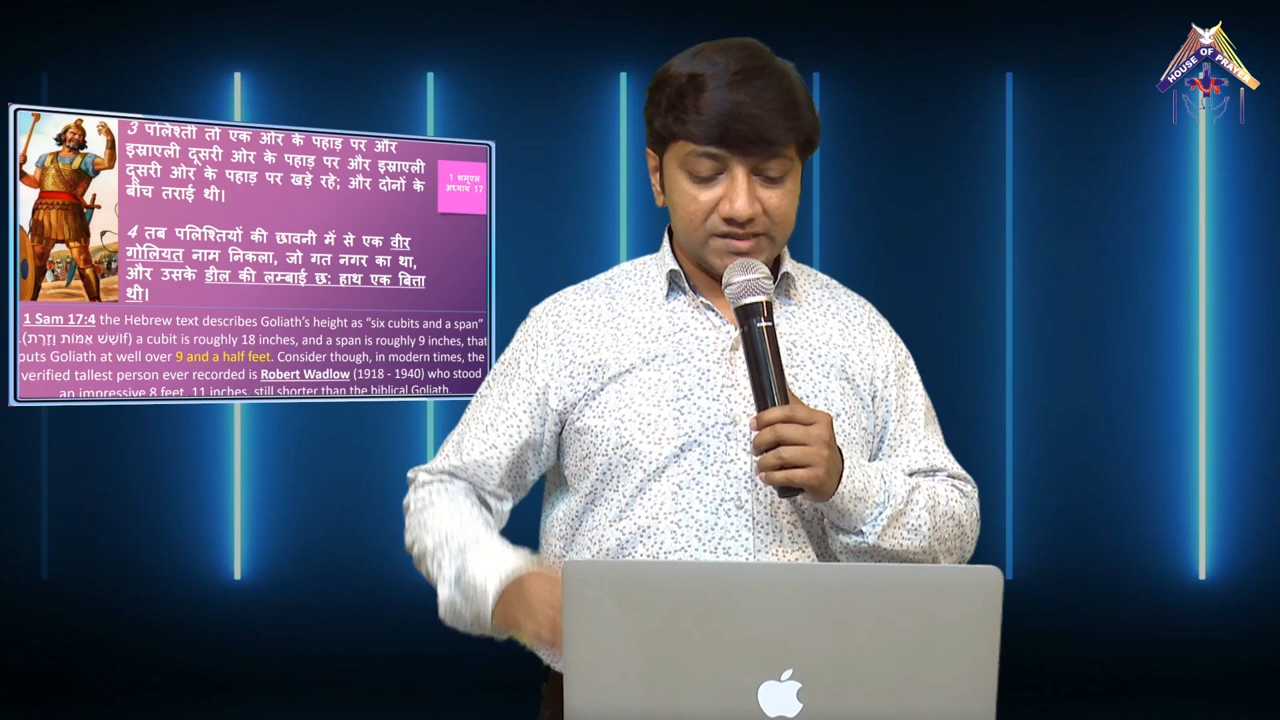 3 पलिश्ती तो एक ओर के पहाड़ पर और
इस्राएली दूसरी ओर के पहाड़ पर और इस्राएली
दूसरी ओर के पहाड़ पर खड़े रहे; और दोनों के
बीच तराई थी।
1 शमूएल
अध्याय 17
4 तब पलिश्तियों की छावनी में से एक वीर
गोलियत नाम निकला, जो गत नगर का था,
और उसके डील की लम्बाई छ: हाथ एक बित्ता
थी।
1 Sam 17:4 the Hebrew text describes Goliath's height as “six cubits and a span”
a cubit is roughly 18 inches, and a span is roughly 9 inches, that
puts Goliath at well over 9 and a half feet. Consider though, in modern times, the
verified tallest person ever recorded is Robert Wadlow (1918 - 1940) who stood
an impressive 8 feet, 11 inches, still shorter than the biblical Goliath.
HOUSE OF PRAYER